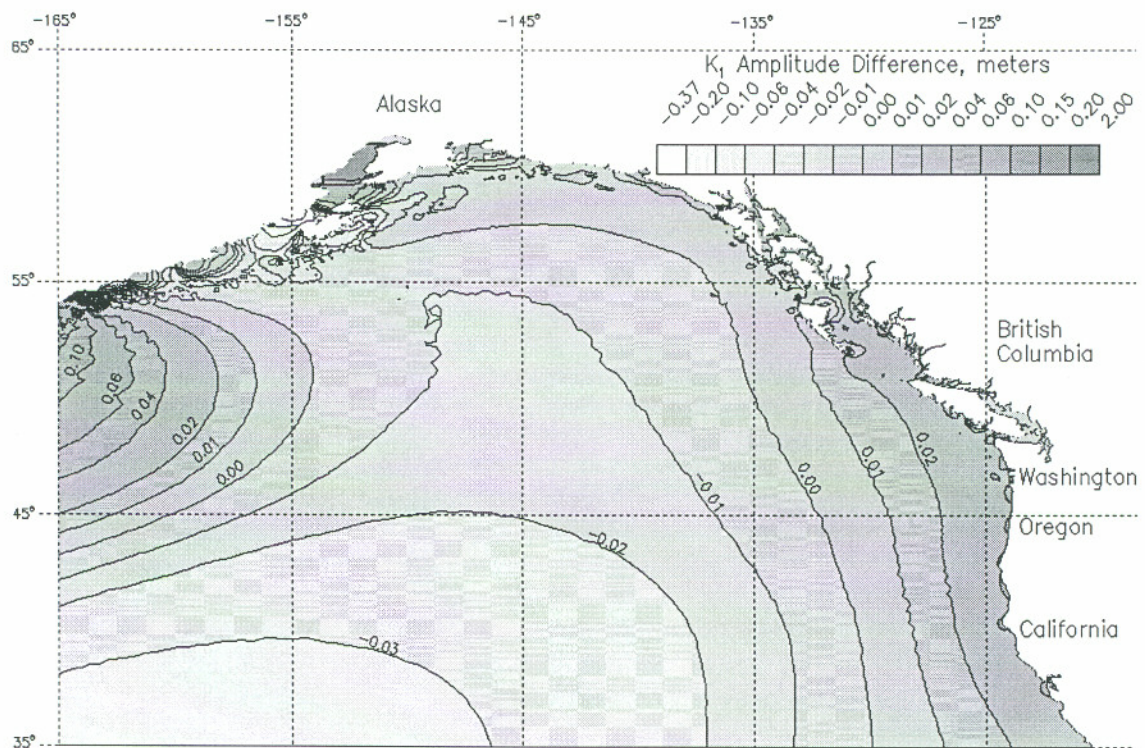 -165° -155° -145° -135° -125°
65°
K₁ Amplitude Difference, meters
-0.37 -0.20 -0.10 -0.06 -0.04 -0.02 -0.01 0.00 0.01 0.02 0.04 0.06 0.10 0.15 0.20 2.00
Alaska
55°
British
Columbia
0.10
0.06
0.04
0.02
0.01
0.00
-0.01
0.00
0.01
0.02
Washington
45°
Oregon
-0.02
-0.03
California
35°